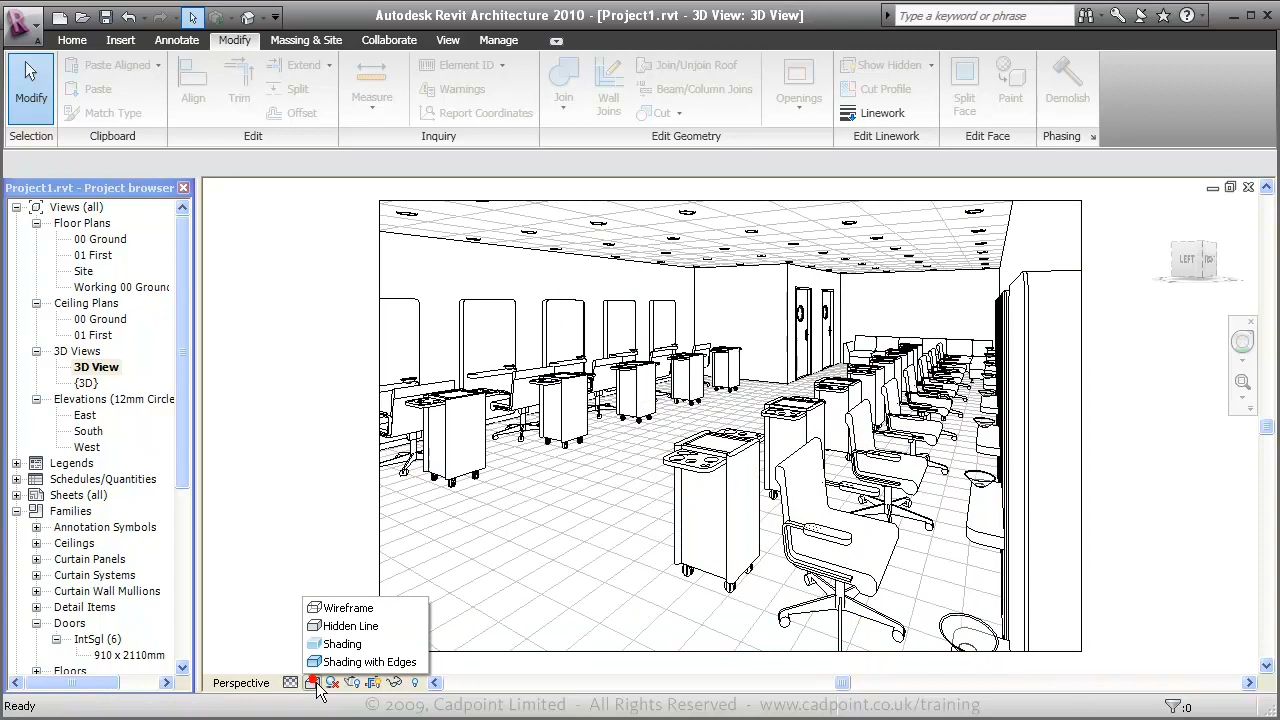 Autodesk Revit Architecture 2010 - [Project1.rvt - 3D View: 3D View]
Type a keyword or phrase
Home Insert Annotate Modify Massing & Site Collaborate View Manage
Modify
Paste Aligned
Paste
Match Type
Align
Trim
Extend
Split
Offset
Measure
Element ID
Warnings
Report Coordinates
Join
Wall Joins
Join/Unjoin Roof
Beam/Column Joins
Cut
Openings
Show Hidden
Cut Profile
Linework
Split Face
Paint
Demolish
Selection Clipboard Edit Inquiry Edit Geometry Edit Linework Edit Face Phasing
Project1.rvt - Project browser
Views (all)
Floor Plans
00 Ground
01 First
Site
Working 00 Ground
Ceiling Plans
00 Ground
01 First
3D Views
3D View
{3D}
Elevations (12mm Circle
East
South
West
Legends
Schedules/Quantities
Sheets (all)
Families
Annotation Symbols
Ceilings
Curtain Panels
Curtain Systems
Curtain Wall Mullions
Detail Items
Doors
IntSgl (6)
910 x 2110mm
Floors
LEFT
Wireframe
Hidden Line
Shading
Shading with Edges
Perspective
Ready
© 2009, Cadpoint Limited - All Rights Reserved - www.cadpoint.co.uk/training
:0